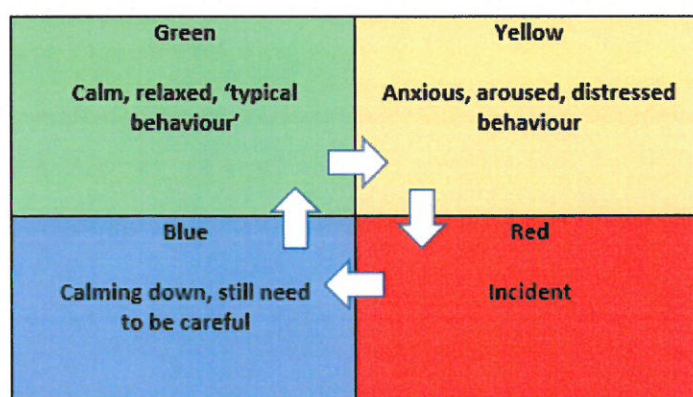 Green
Calm, relaxed, ‘typical
behaviour’
Yellow
Anxious, aroused, distressed
behaviour
Blue
Calming down, still need
to be careful
Red
Incident